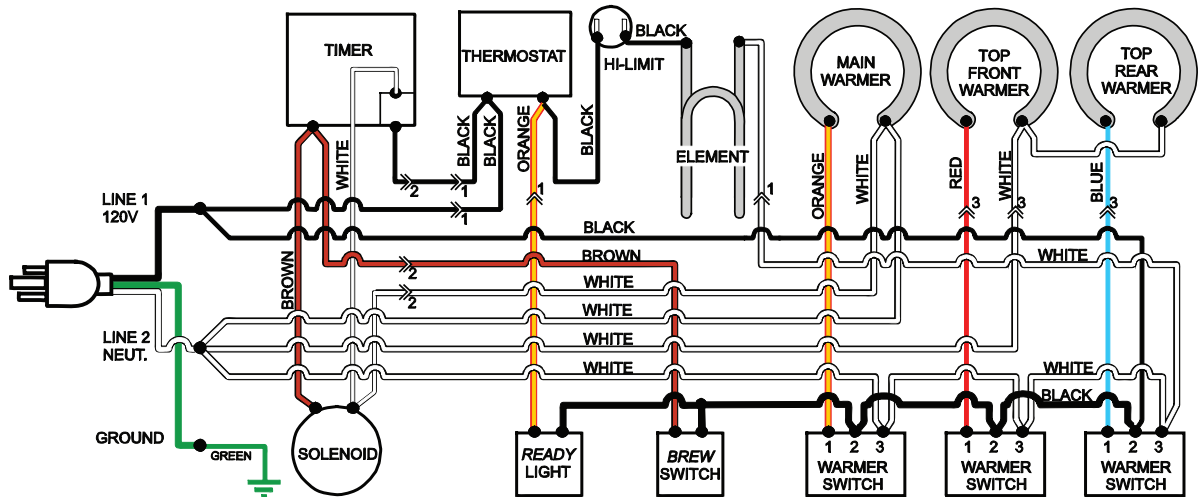 TIMER
THERMOSTAT
BLACK
HI-LIMIT
MAIN
WARMER
TOP
FRONT
WARMER
TOP
REAR
WARMER
WHITE
BLACK
BLACK
ORANGE
BLACK
ELEMENT
ORANGE
WHITE
RED
WHITE
BLUE
2
1
1
1
1
3
3
3
LINE 1
120V
BLACK
BROWN
2
WHITE
BROWN
WHITE
2
WHITE
LINE 2
NEUT.
WHITE
WHITE
WHITE
BLACK
GROUND
GREEN
SOLENOID
READY
LIGHT
BREW
SWITCH
1 2 3
WARMER
SWITCH
1 2 3
WARMER
SWITCH
1 2 3
WARMER
SWITCH